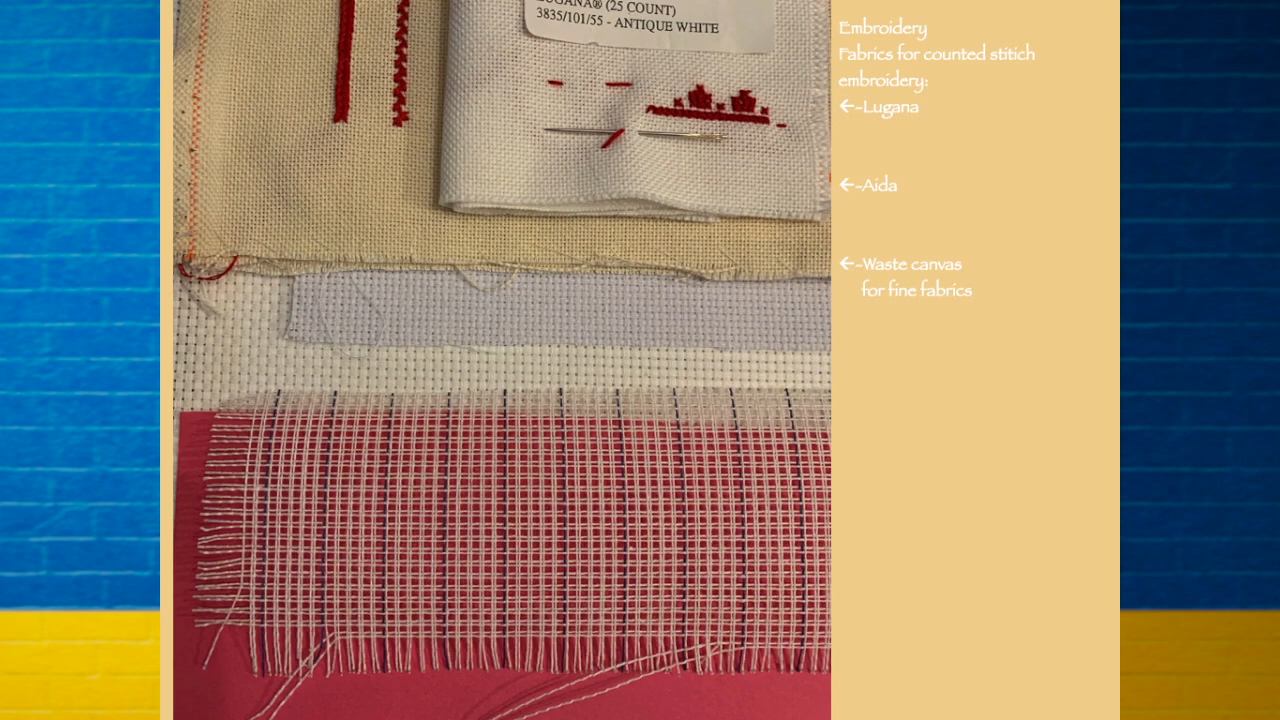 LUGANA® (25 COUNT)
3835/101/55 - ANTIQUE WHITE
Embroidery
Fabrics for counted stitich
embroidery:
←-Lugana
←-Aida
←-Waste canvas
for fine fabrics